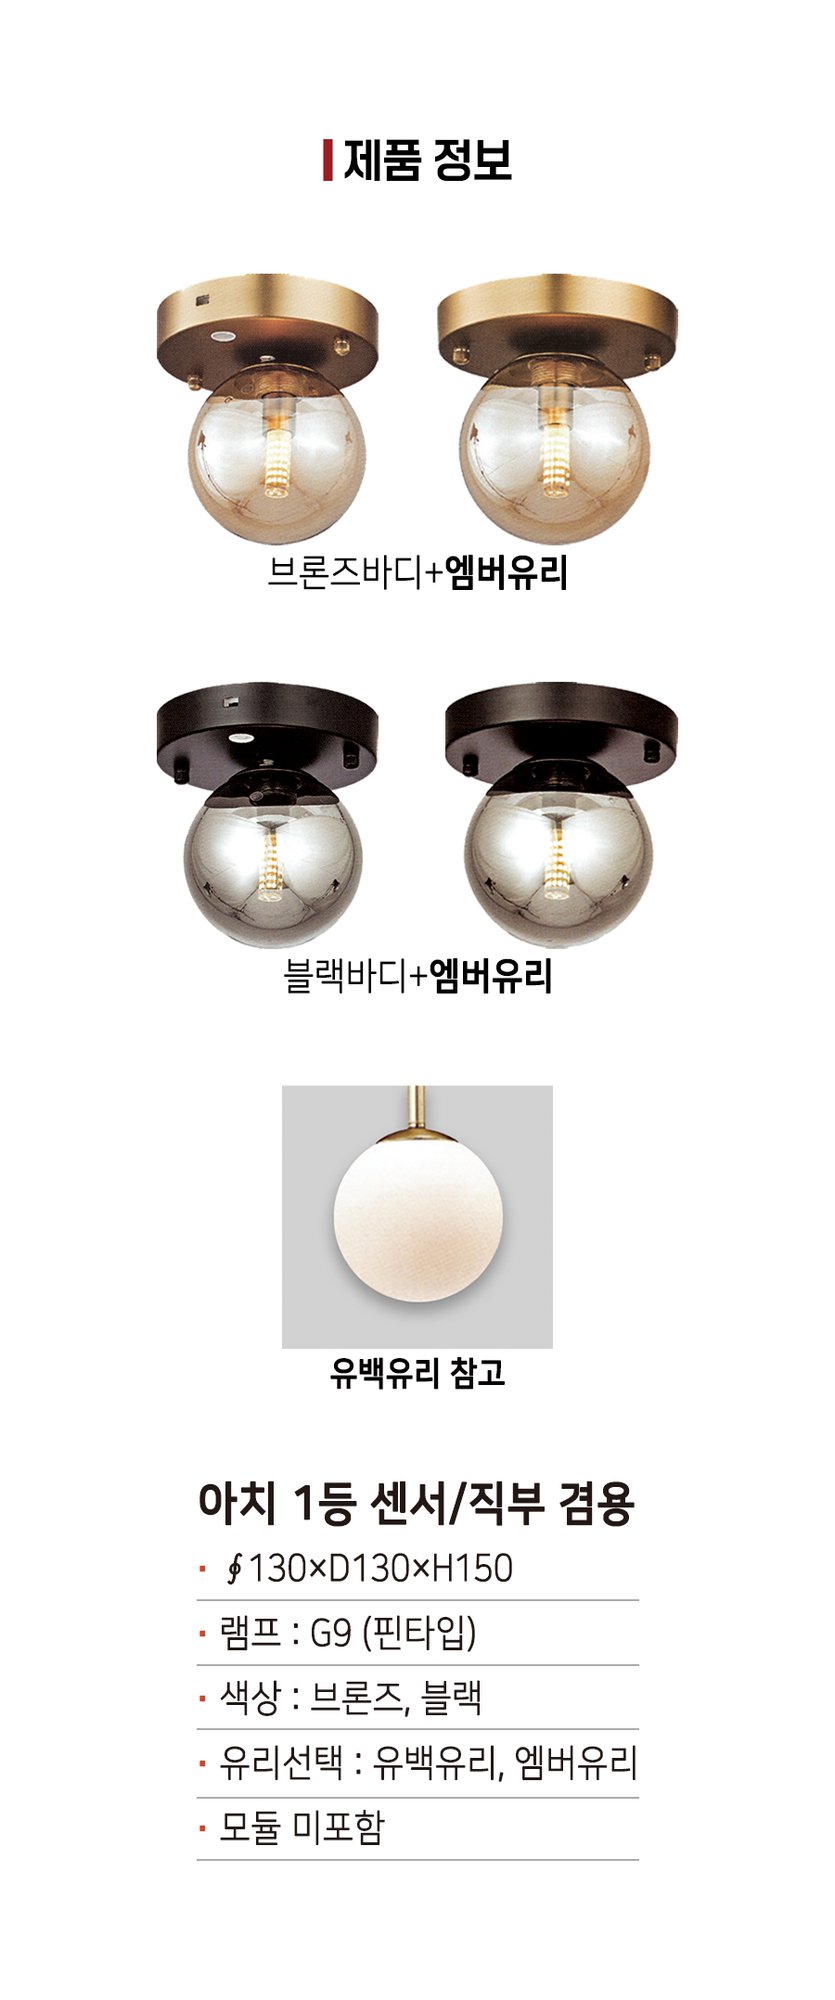 제품 정보
브론즈바디+엠버유리
블랙바디+엠버유리
유백유리 참고
아치 1등 센서/직부 겸용
· ∮130×D130×H150
· 램프 : G9 (핀타입)
· 색상 : 브론즈, 블랙
· 유리선택 : 유백유리, 엠버유리
· 모듈 미포함